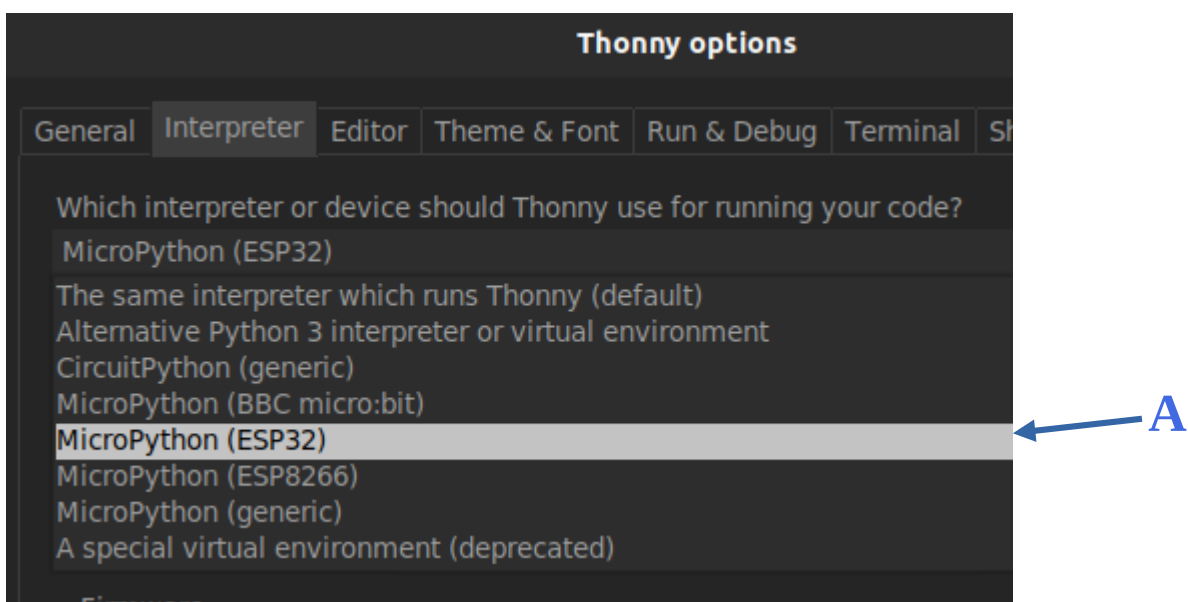 Thonny options
General Interpreter Editor Theme & Font Run & Debug Terminal
Which interpreter or device should Thonny use for running your code?
MicroPython (ESP32)
The same interpreter which runs Thonny (default)
Alternative Python 3 interpreter or virtual environment
CircuitPython (generic)
MicroPython (BBC micro:bit)
MicroPython (ESP32)
A
MicroPython (ESP8266)
MicroPython (generic)
A special virtual environment (deprecated)